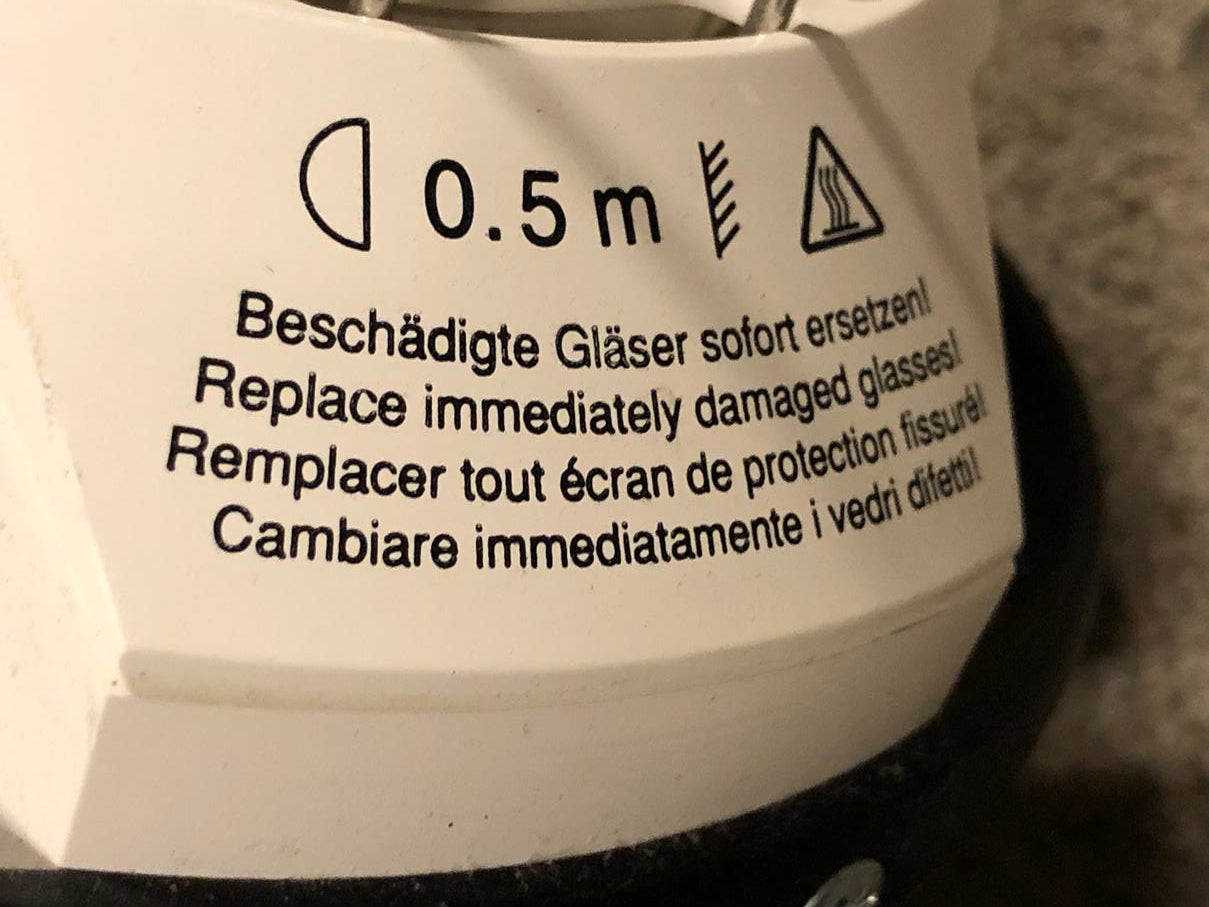 0.5 m
Beschädigte Gläser sofort ersetzen!
Replace immediately damaged glasses!
Remplacer tout écran de protection fissuré!
Cambiare immediatamente i vedri difetti!